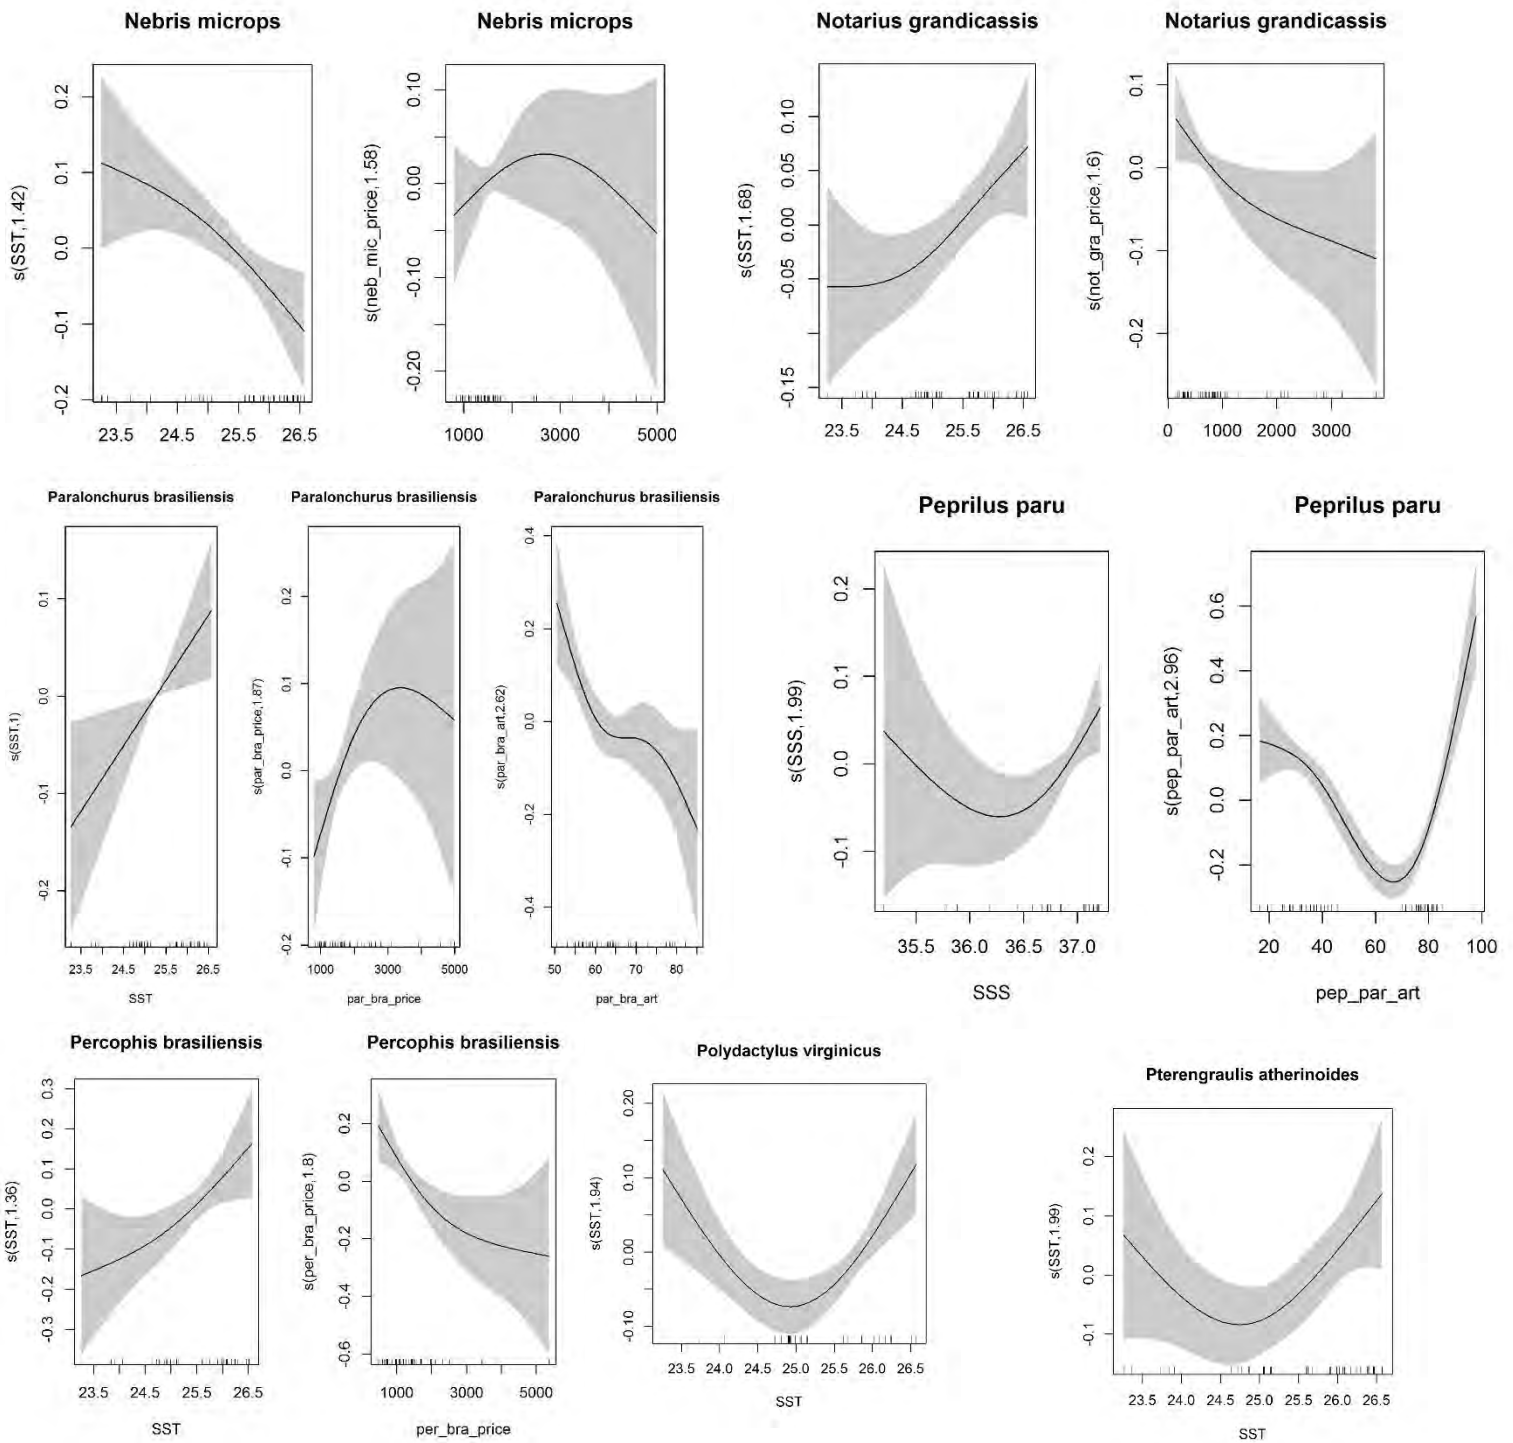 Nebris microps
Nebris microps
Notarius grandicassis
Notarius grandicassis
s(SST,1.42)
0.2
0.1
0.0
-0.1
-0.2
23.5 24.5 25.5 26.5
s(neb_mic_price,1.58)
0.10
0.00
-0.10
-0.20
1000 3000 5000
s(SST,1.68)
0.10
0.05
0.00
-0.05
-0.15
23.5 24.5 25.5 26.5
s(not_gra_price,1.6)
0.1
0.0
-0.1
-0.2
0 1000 2000 3000
Paralonchurus brasiliensis
Paralonchurus brasiliensis
Paralonchurus brasiliensis
Peprilus paru
Peprilus paru
s(SST,1)
0.1
0.0
-0.1
-0.2
23.5 24.5 25.5 26.5
SST
s(par_bra_price,1.87)
0.2
0.1
0.0
-0.1
-0.2
1000 3000 5000
par_bra_price
s(par_bra_art,2.62)
0.4
0.2
0.0
-0.2
-0.4
50 60 70 80
par_bra_art
s(SSS,1.99)
0.2
0.1
0.0
-0.1
35.5 36.0 36.5 37.0
SSS
s(pep_par_art,2.96)
0.6
0.4
0.2
0.0
-0.2
20 40 60 80 100
pep_par_art
Percophis brasiliensis
Percophis brasiliensis
Polydactylus virginicus
Pterengraulis atherinoides
s(SST,1.36)
0.3
0.2
0.1
0.0
-0.1
-0.2
-0.3
23.5 24.5 25.5 26.5
SST
s(per_bra_price,1.8)
0.2
0.0
-0.2
-0.4
-0.6
1000 3000 5000
per_bra_price
s(SST,1.94)
0.20
0.10
0.00
-0.10
23.5 24.0 24.5 25.0 25.5 26.0 26.5
SST
s(SST,1.99)
0.2
0.1
0.0
-0.1
23.5 24.0 24.5 25.0 25.5 26.0 26.5
SST